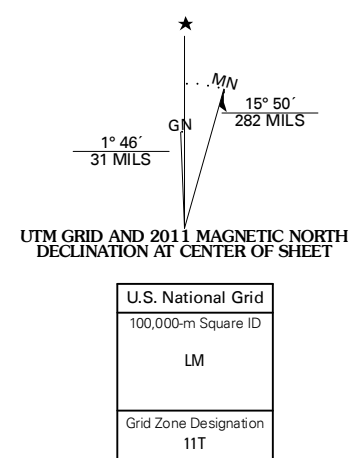 MN
15° 50´
282 MILS
GN
1° 46´
31 MILS
UTM GRID AND 2011 MAGNETIC NORTH
DECLINATION AT CENTER OF SHEET
U.S. National Grid
100,000-m Square ID
LM
Grid Zone Designation
11T